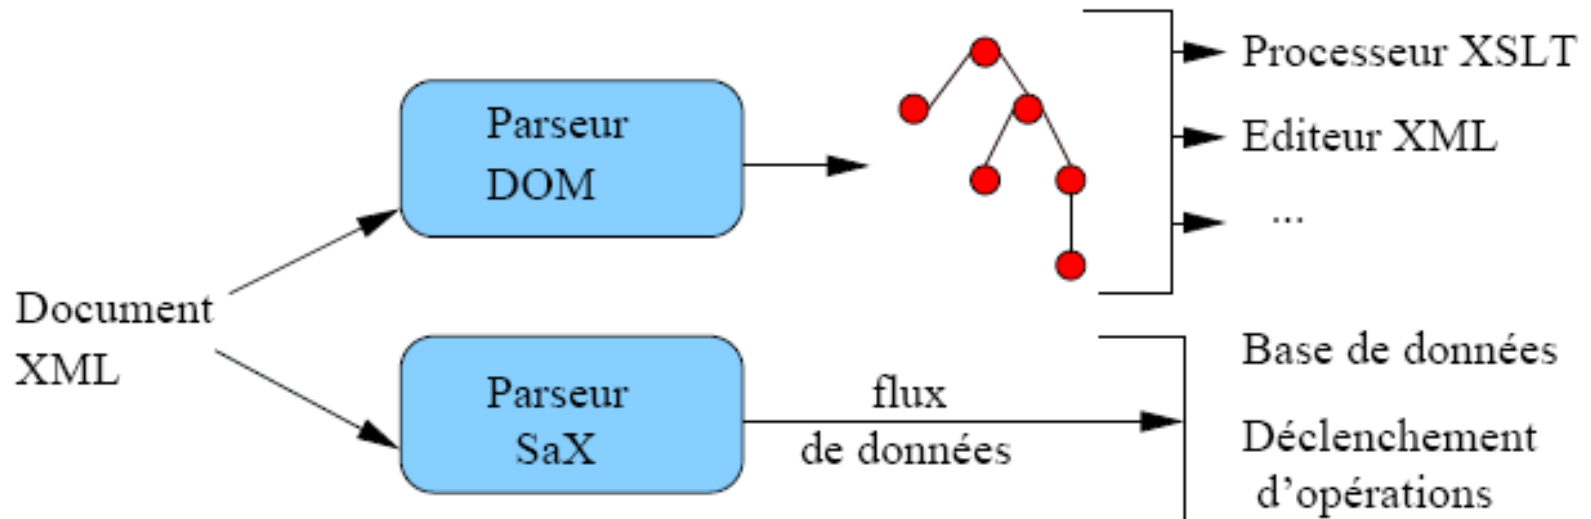 Processeur XSLT
Parseur
DOM
Editeur XML
...
Document
XML
Parseur
SaX
flux
de données
Base de données
Déclenchement
d’opérations